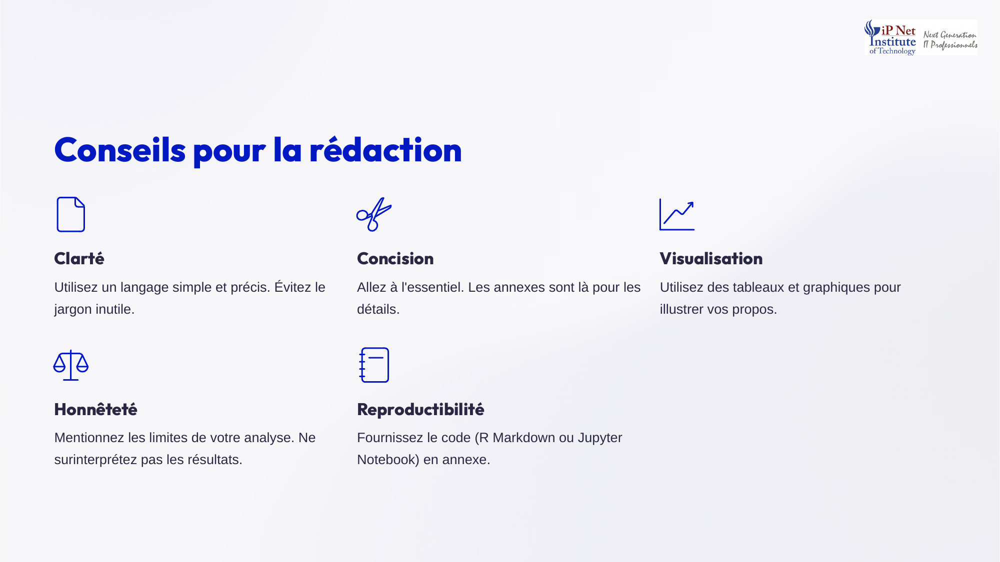 iP Net
Institute
of Technology
Next Generation
IT Professionnels
Conseils pour la rédaction
Clarté
Utilisez un langage simple et précis. Évitez le
jargon inutile.
Concision
Allez à l'essentiel. Les annexes sont là pour les
détails.
Visualisation
Utilisez des tableaux et graphiques pour
illustrer vos propos.
Honnêteté
Mentionnez les limites de votre analyse. Ne
surinterprétez pas les résultats.
Reproductibilité
Fournissez le code (R Markdown ou Jupyter
Notebook) en annexe.